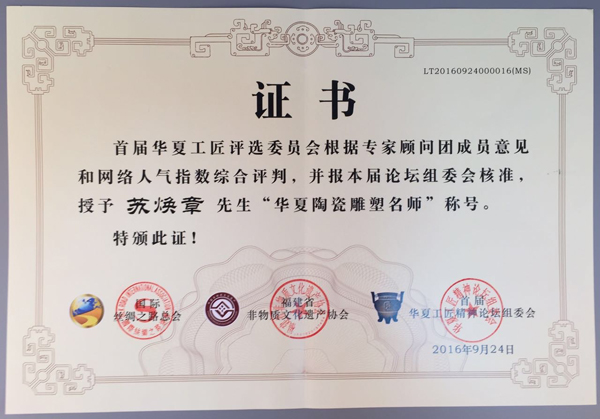 LT20160924000016(MS)
证书
首届华夏工匠评选委员会根据专家顾问团成员意见
和网络人气指数综合评判，并报本届论坛组委会核准，
授予 苏焕章 先生“华夏陶瓷雕塑名师”称号。
特颁此证！
国际
丝绸之路总会
福建省
非物质文化遗产协会
首届
华夏工匠精神论坛组委会
2016年9月24日